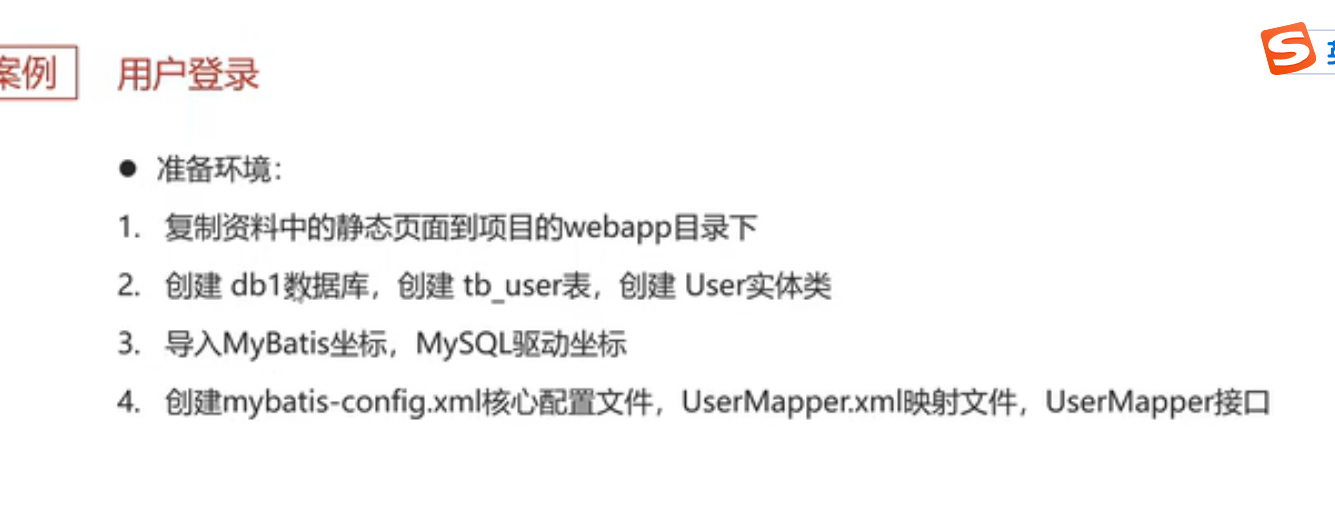 案例 用户登录
● 准备环境：
1. 复制资料中的静态页面到项目的webapp目录下
2. 创建 db1数据库，创建 tb_user表，创建 User实体类
3. 导入MyBatis坐标，MySQL驱动坐标
4. 创建mybatis-config.xml核心配置文件，UserMapper.xml映射文件，UserMapper接口